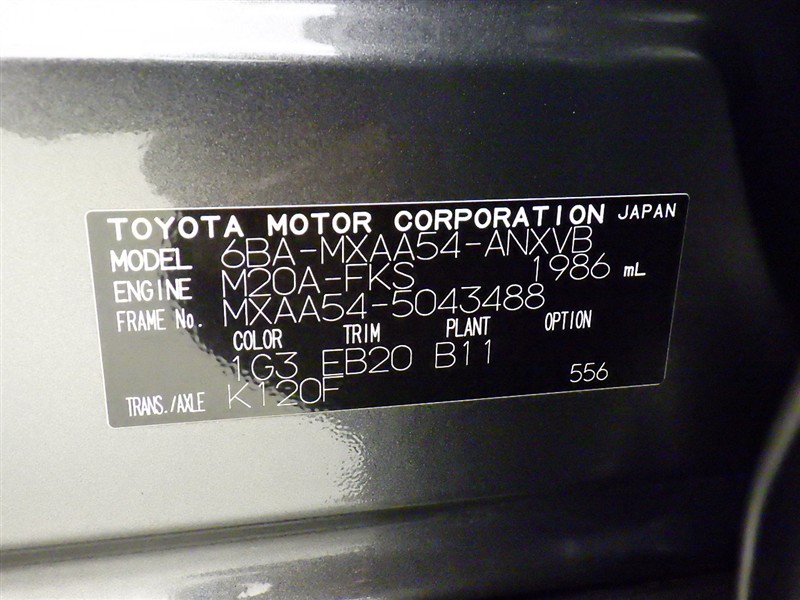 TOYOTA MOTOR CORPORATION JAPAN
MODEL 6BA-MXAA54-ANXVB
ENGINE M20A-FKS 1986 mL
FRAME No. MXAA54-5043488
COLOR TRIM PLANT OPTION
1G3 EB20 B11
TRANS./AXLE K120F 556